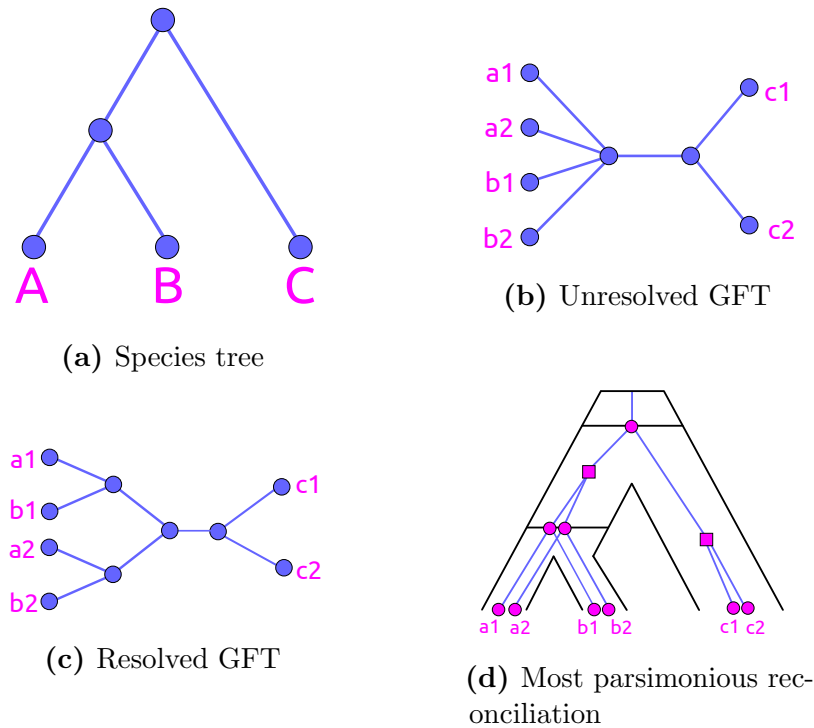 A B C
(a) Species tree
a1
a2
b1
b2
c1
c2
(b) Unresolved GFT
a1
b1
a2
b2
c1
c2
(c) Resolved GFT
a1 a2 b1 b2 c1 c2
(d) Most parsimonious rec-
onciliation